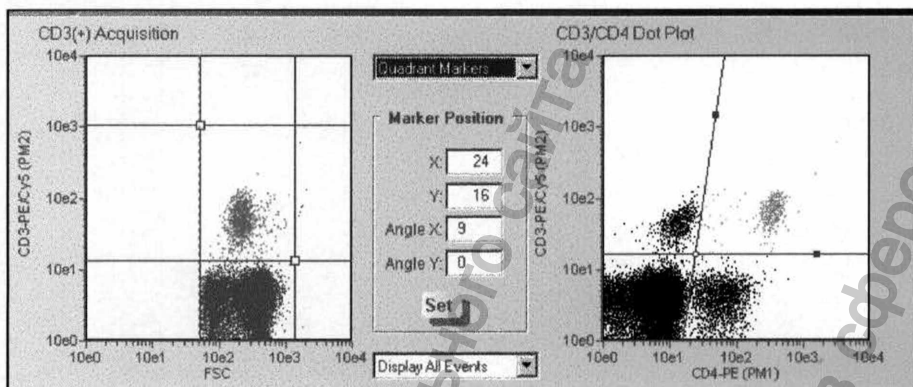 CD3(+) Acquisition
10e4
10e3
10e2
10e1
10e0
CD3-PE/Cy5 (PM2)
10e0 10e1 10e2 10e3 10e4
FSC
Quadrant Markers
Marker Position
X: 24
Y: 16
Angle X: 9
Angle Y: 0
Set
Display All Events
CD3/CD4 Dot Plot
10e4
10e3
10e2
10e1
10e0
CD3-PE/Cy5 (PM2)
10e0 10e1 10e2 10e3 10e4
CD4-PE (PM1)
сайта
в сфере